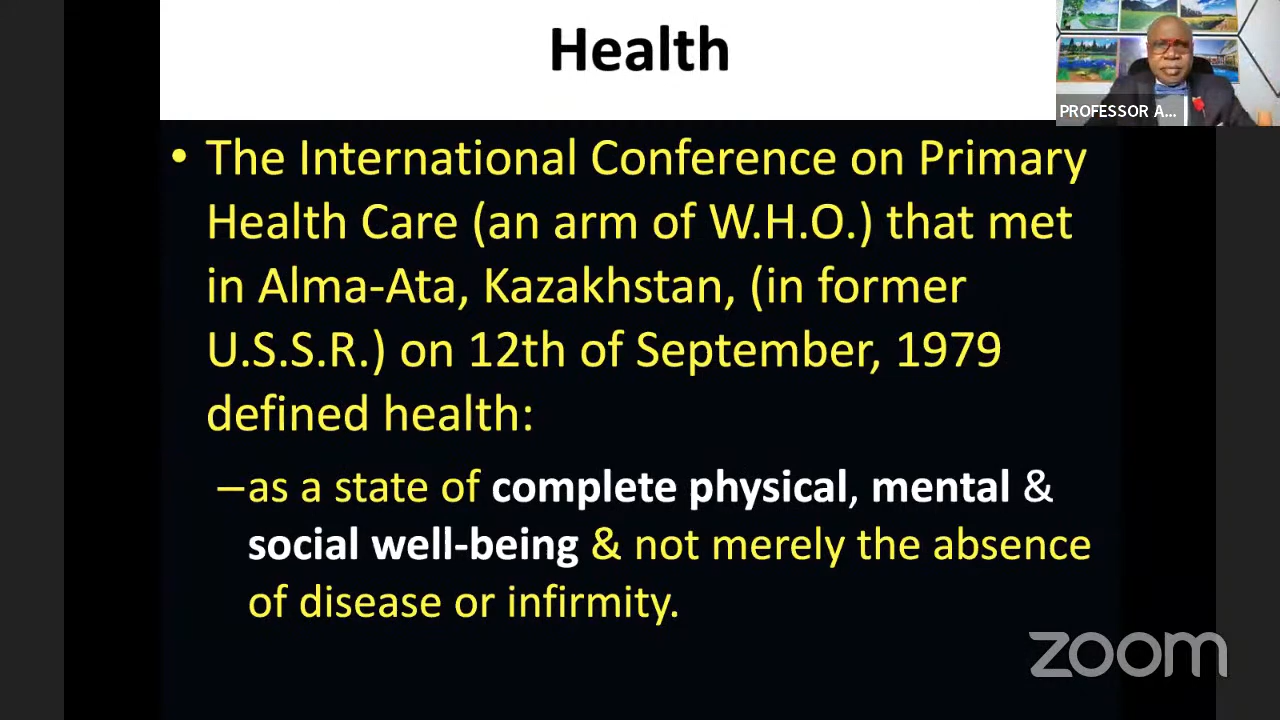 Health
PROFESSOR A...
• The International Conference on Primary
Health Care (an arm of W.H.O.) that met
in Alma-Ata, Kazakhstan, (in former
U.S.S.R.) on 12th of September, 1979
defined health:
–as a state of complete physical, mental &
social well-being & not merely the absence
of disease or infirmity.
zoom